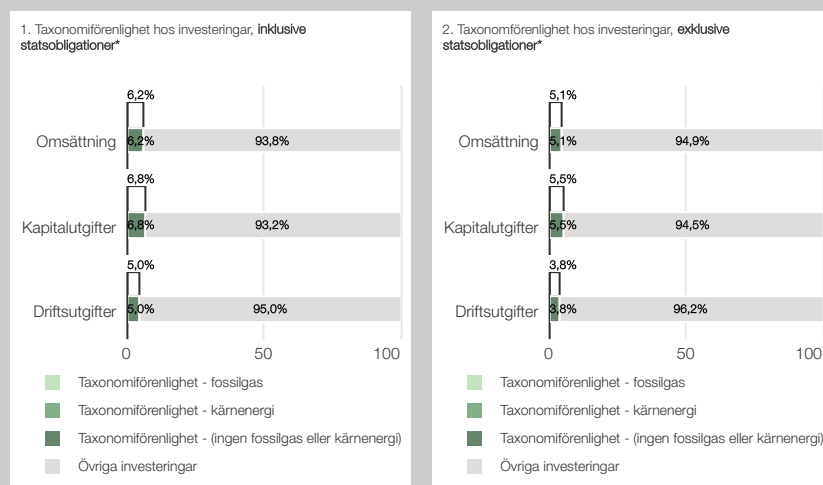 1. Taxonomiförenlighet hos investeringar, inklusive
statsobligationer*
6,2%
Omsättning 6,2% 93,8%
6,8%
Kapitalutgifter 6,8% 93,2%
5,0%
Driftsutgifter 5,0% 95,0%
0 50 100
Taxonomiförenlighet - fossilgas
Taxonomiförenlighet - kärnenergi
Taxonomiförenlighet - (ingen fossilgas eller kärnenergi)
Övriga investeringar
2. Taxonomförenlighet hos investeringar, exklusive
statsobligationer*
5,1%
Omsättning 5,1% 94,9%
5,5%
Kapitalutgifter 5,5% 94,5%
3,8%
Driftsutgifter 3,8% 96,2%
0 50 100
Taxonomiförenlighet - fossilgas
Taxonomiförenlighet - kärnenergi
Taxonomiförenlighet - (ingen fossilgas eller kärnenergi)
Övriga investeringar